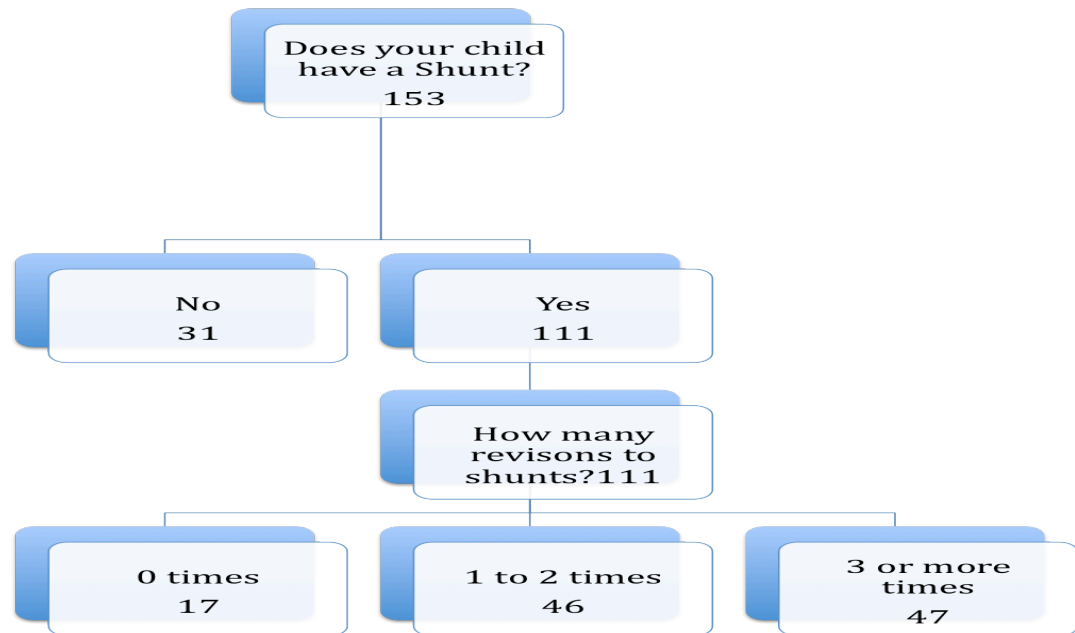 Does your child
have a Shunt?
153
No
31
Yes
111
How many
revisons to
shunts?111
0 times
17
1 to 2 times
46
3 or more
times
47